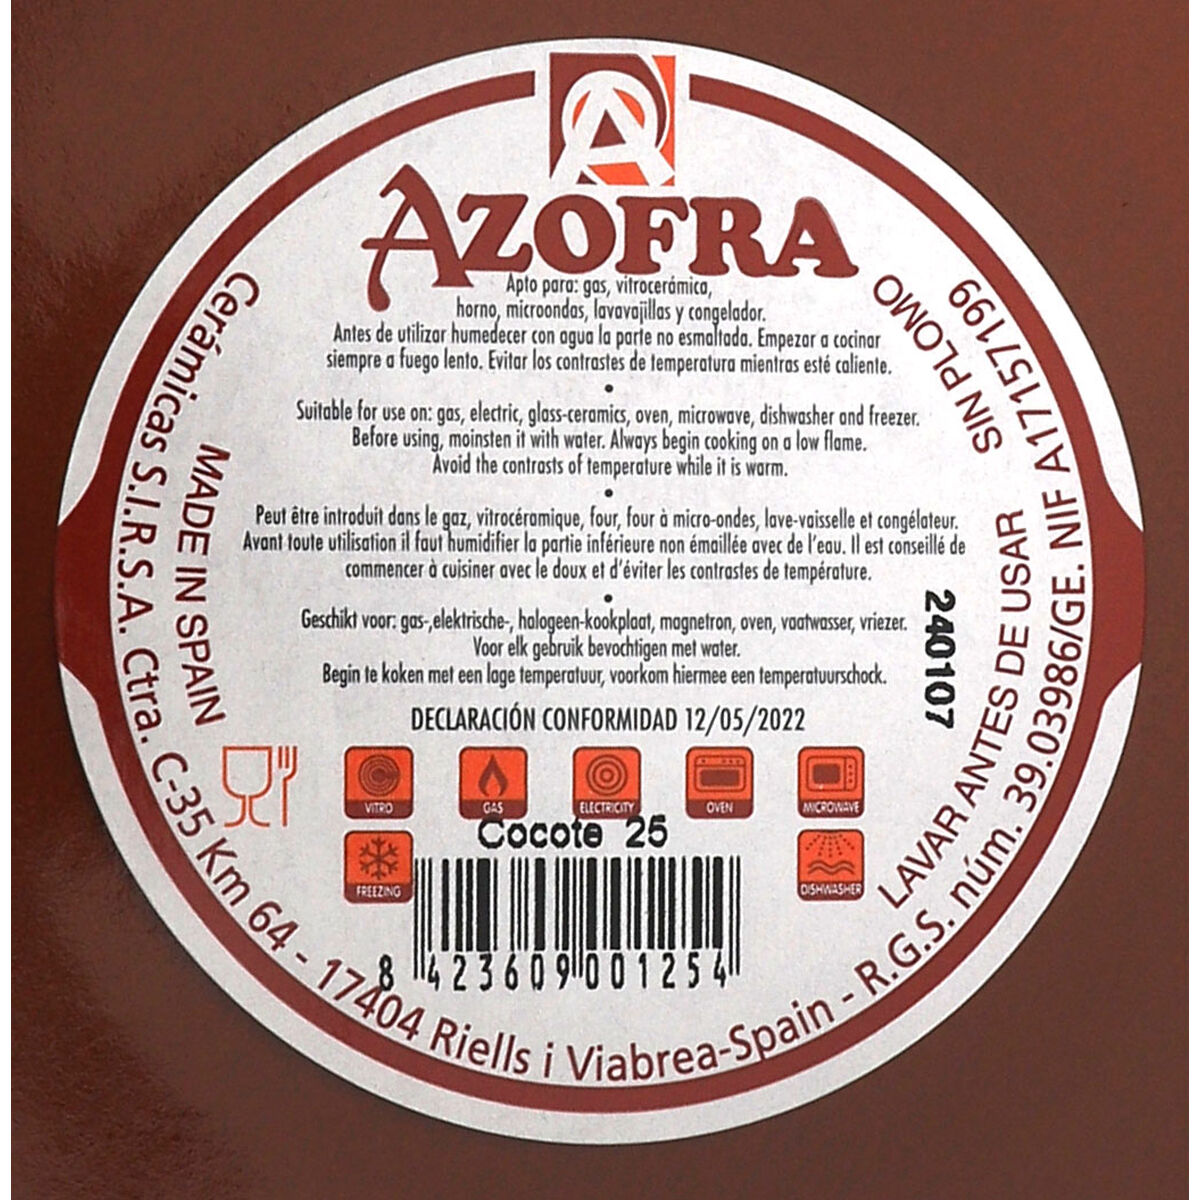 AZOFRA
Apto para: gas, vitrocerámica,
horno, microondas, lavavajillas y congelador.
Antes de utilizar humedecer con agua la parte no esmaltada. Empezar a cocinar
siempre a fuego lento. Evitar los contrastes de temperatura mientras esté caliente.
Suitable for use on: gas, electric, glass-ceramics, oven, microwave, dishwasher and freezer.
Before using, moinsten it with water. Always begin cooking on a low flame.
Avoid the contrasts of temperature while it is warm.
Peut être introduit dans le gaz, vitrocéramique, four, four à micro-ondes, lave-vaisselle et congélateur.
Avant toute utilisation il faut humidifier la partie inférieure non émaillée avec de l'eau. Il est conseillé de
commencer à cuisiner avec le doux et d'éviter les contrastes de température.
Geschikt voor: gas-,elektrische-, halogeen-kookplaat, magnetron, oven, vaatwasser, vriezer.
Voor elk gebruik bevochtigen met water.
Begin te koken met een lage temperatuur, voorkom hiermee een temperatuurschock.
DECLARACIÓN CONFORMIDAD 12/05/2022
VITRO
GAS
ELECTRICITY
OVEN
MICROWAVE
FREEZING
DISHWASHER
Cocote 25
8 423609 001254
240107
MADE IN SPAIN
SIN PLOMO
LAVAR ANTES DE USAR
Cerámicas S.I.R.S.A. Ctra. C-35 Km 64 - 17404 Riells i Viabrea-Spain - R.G.S. núm. 39.03986/GE. NIF A17157199